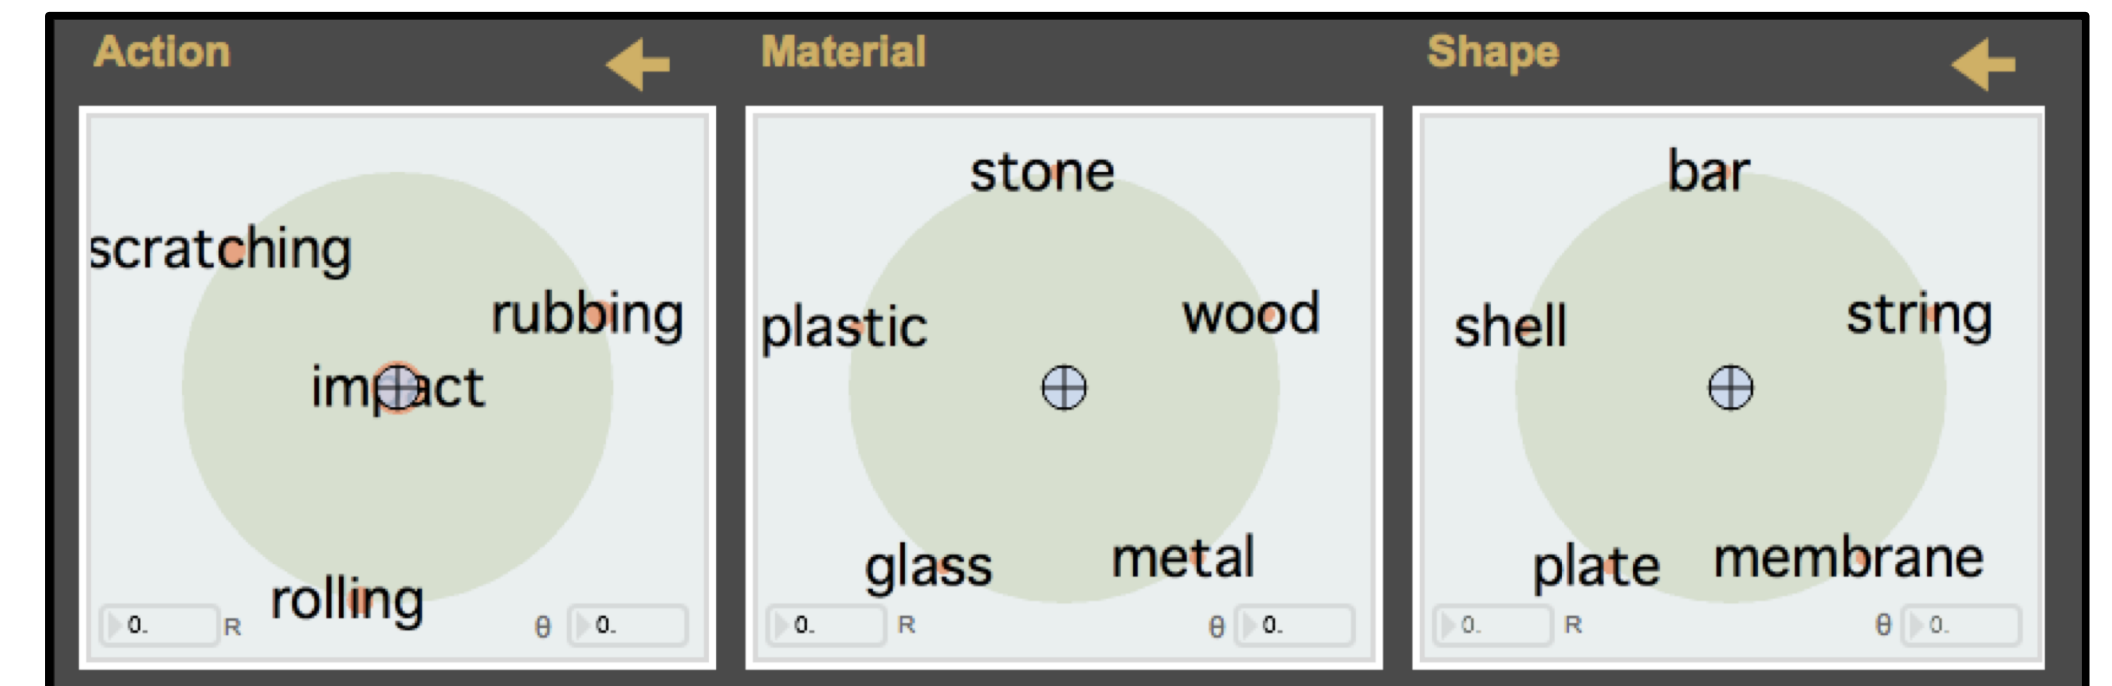 Action
scratching
rubbing
impact
rolling
0. R θ 0.
Material
stone
plastic
wood
glass
metal
0. R θ 0.
Shape
bar
shell
string
plate
membrane
0. R θ 0.